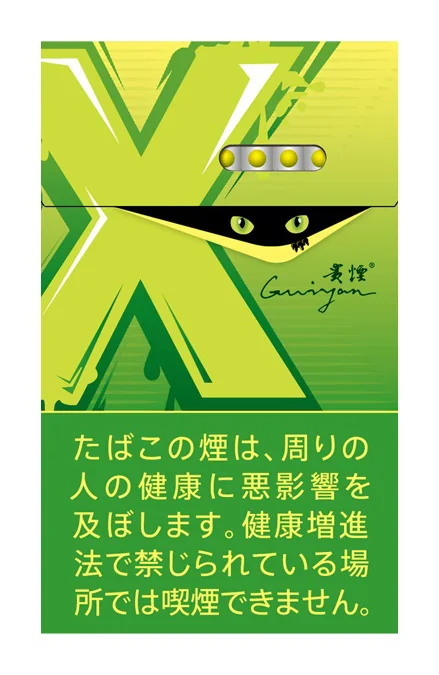 X
貴煙®
Guiyan
たばこの煙は、周りの
人の健康に悪影響を
及ぼします。健康増進
法で禁じられている場
所では喫煙できません。